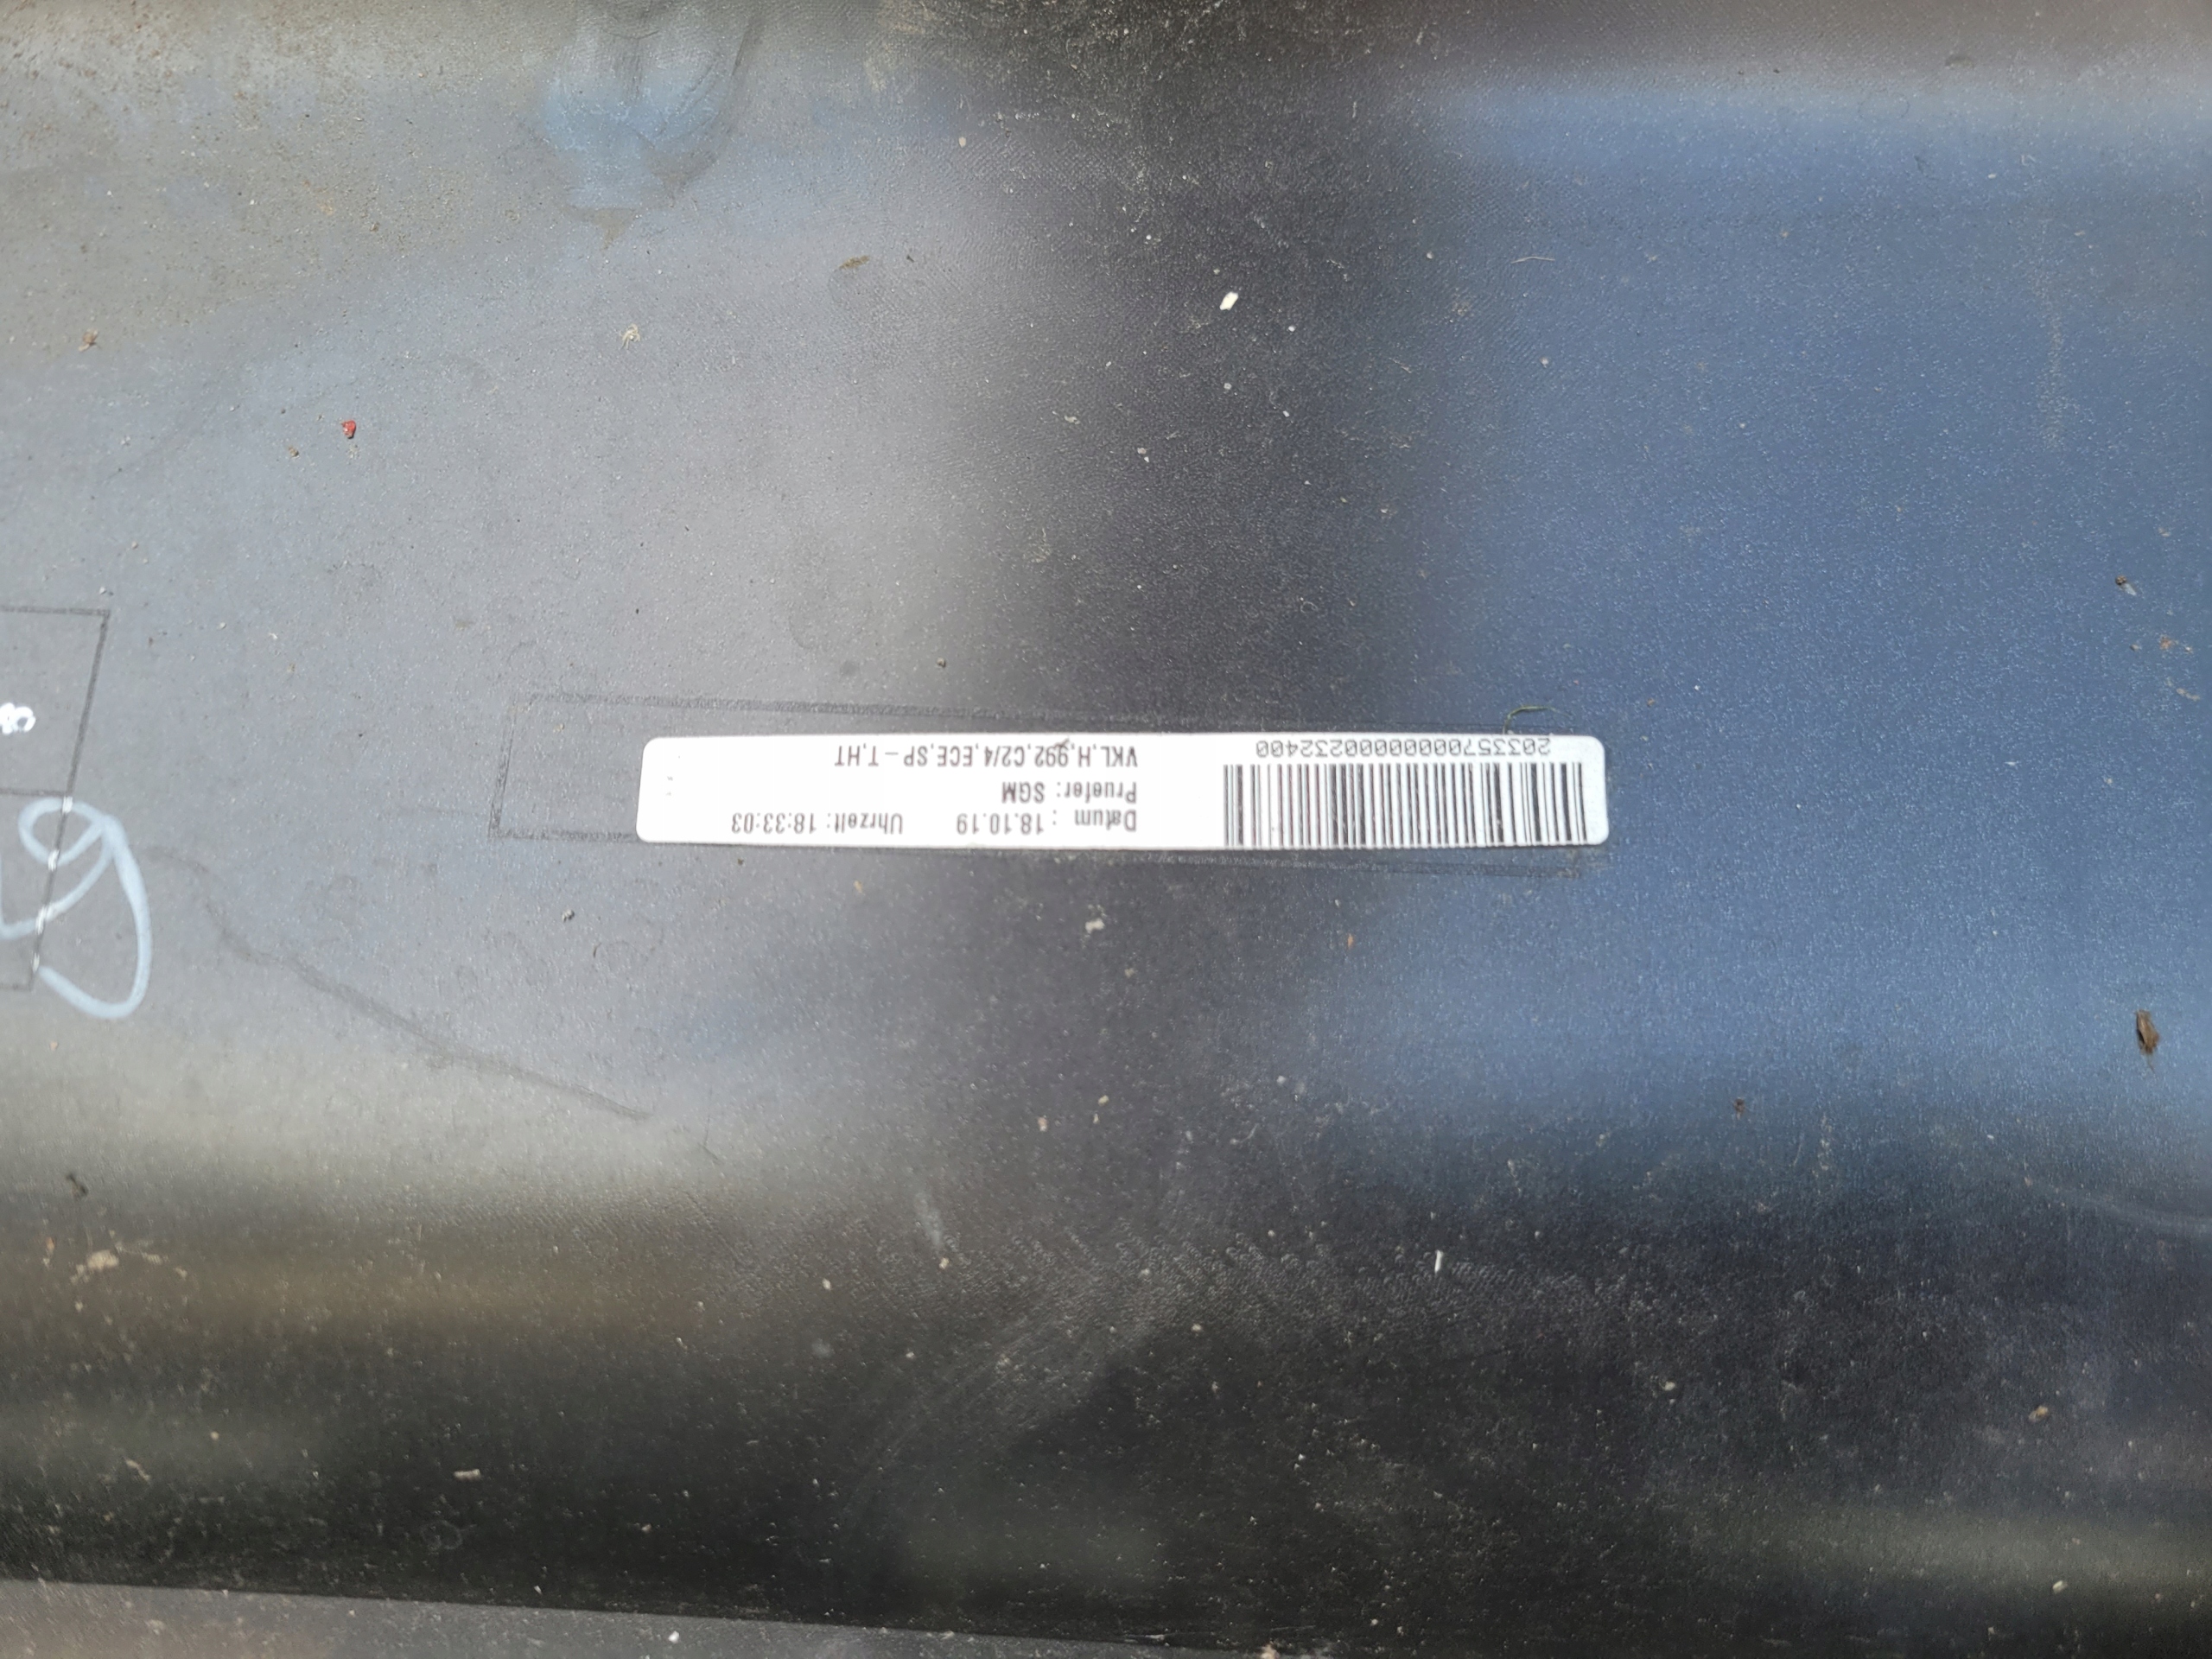 Datum : 18.10.19 Uhrzeit: 18:33:03
Pruefer: SGM
VKL,H,992,C2/4,ECE,SP-T,HT
2033570000000232400